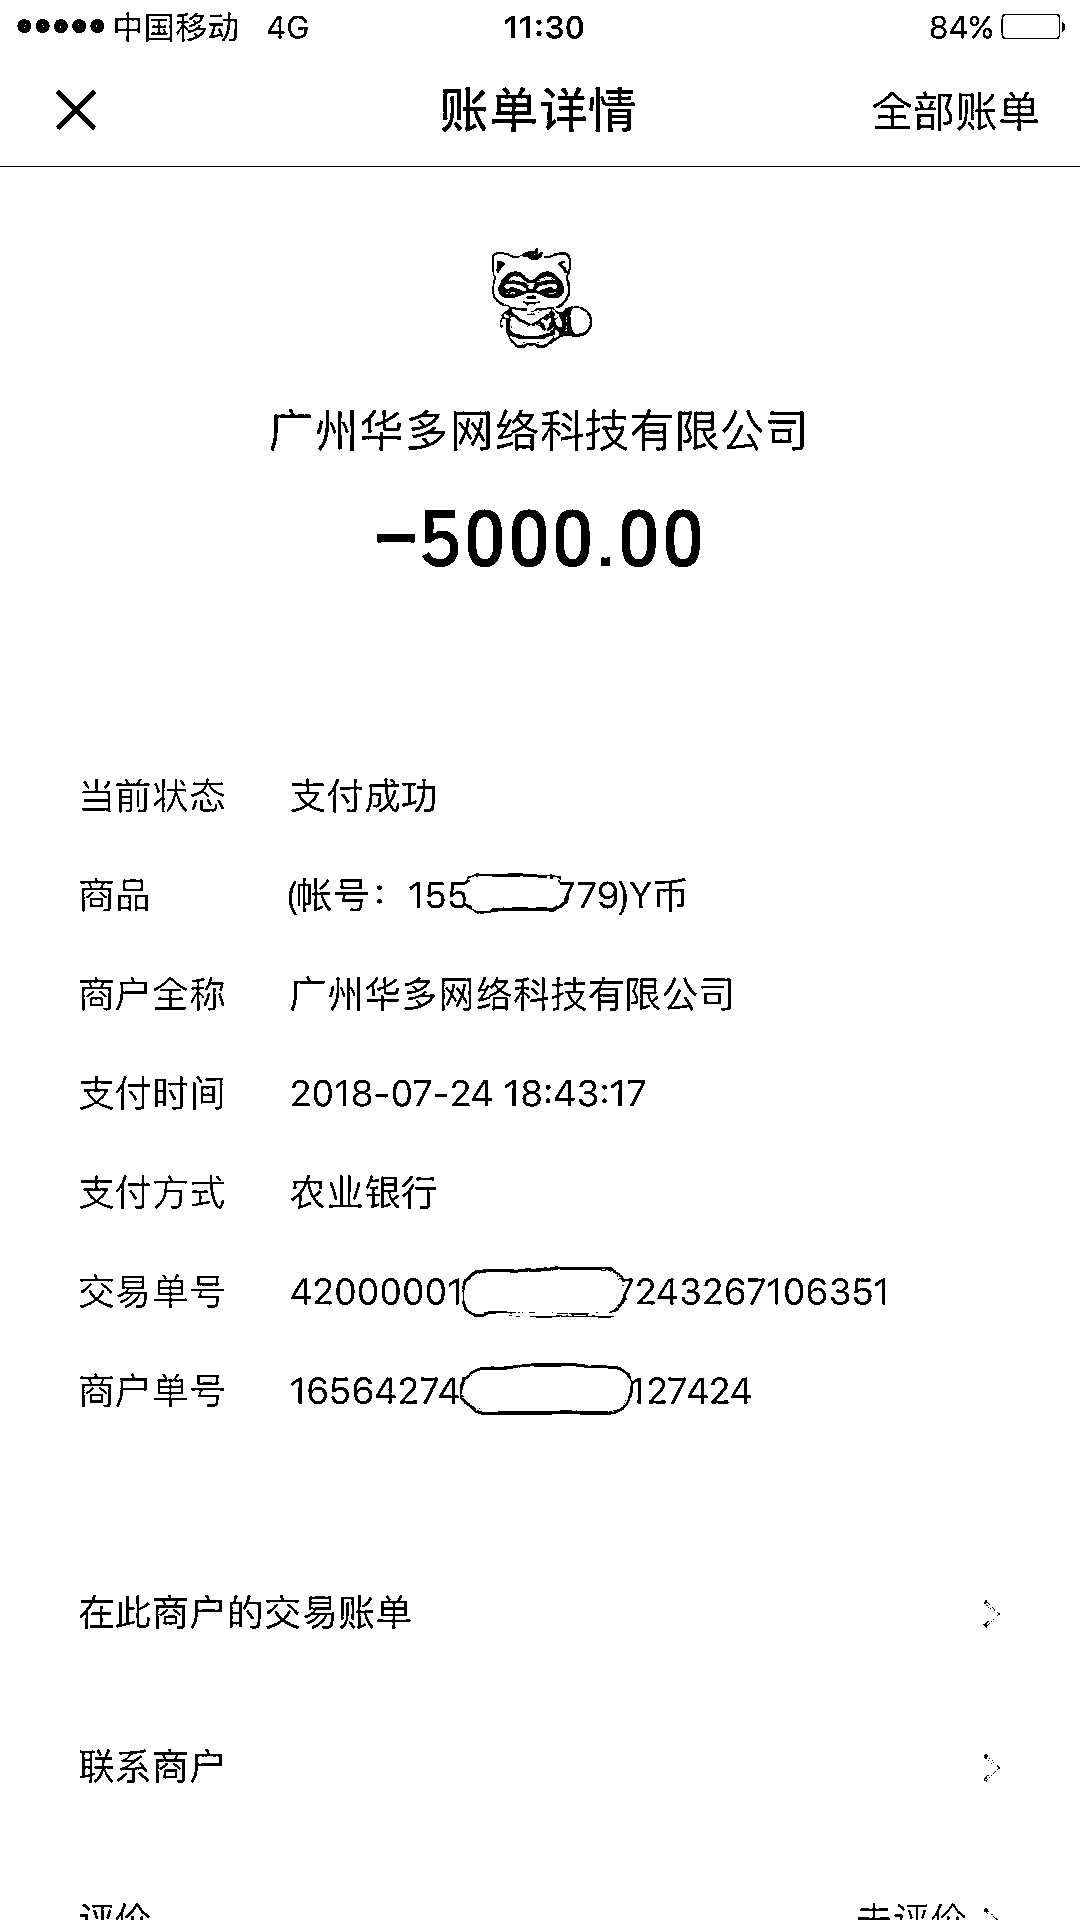 中国移动 4G 11:30 84%
账单详情 全部账单
广州华多网络科技有限公司
-5000.00
当前状态 支付成功
商品 (帐号：155 779)Y币
商户全称 广州华多网络科技有限公司
支付时间 2018-07-24 18:43:17
支付方式 农业银行
交易单号 42000001 7243267106351
商户单号 16564274 127424
在此商户的交易账单
联系商户
评价 去评价